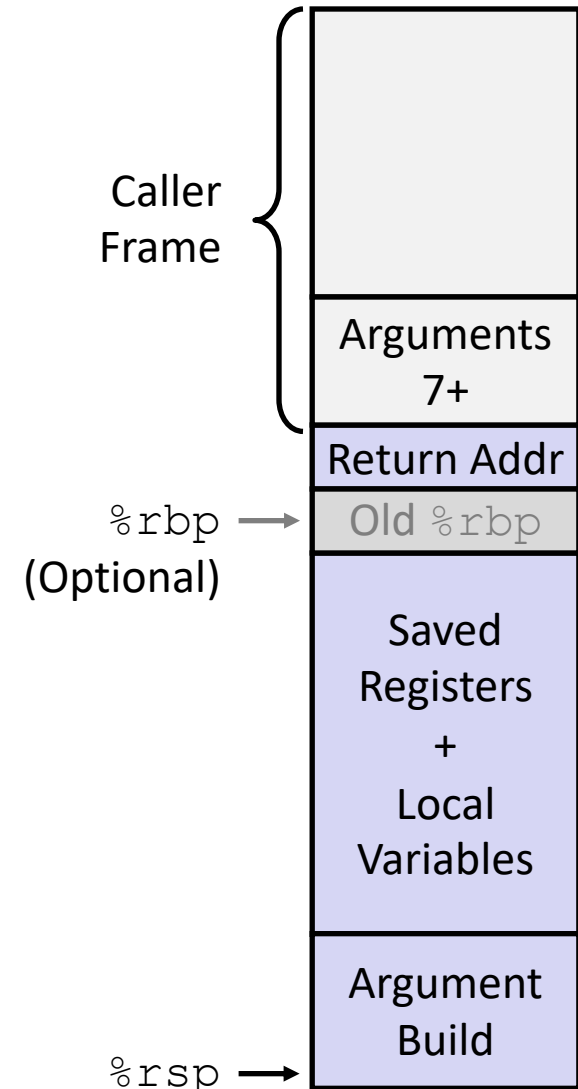 Caller
Frame
Arguments
7+
Return Addr
%rbp
(Optional)
Old %rbp
Saved
Registers
+
Local
Variables
Argument
Build
%rsp